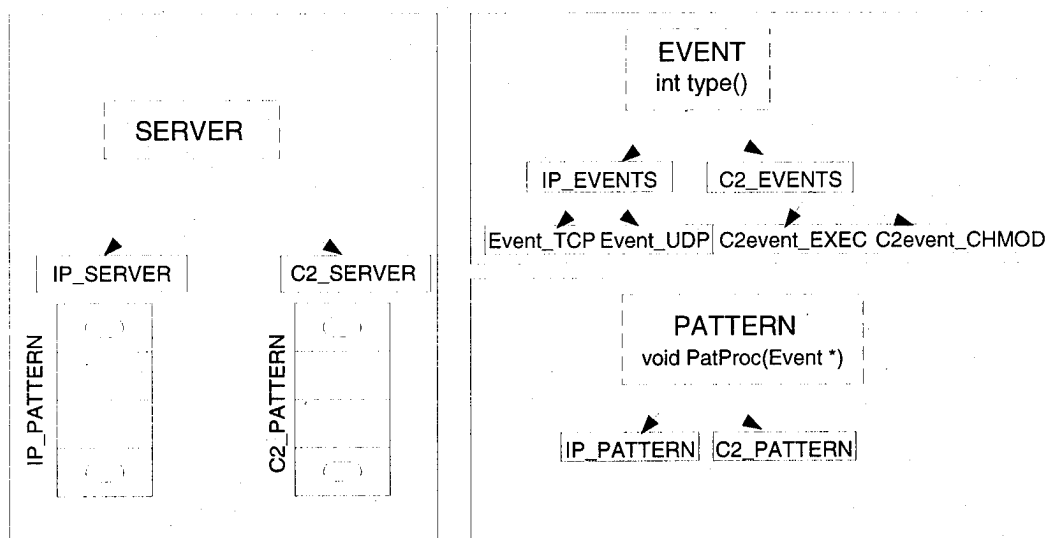 SERVER
IP_SERVER
C2_SERVER
IP_PATTERN
C2_PATTERN
EVENT
int type()
IP_EVENTS
C2_EVENTS
Event_TCP
Event_UDP
C2event_EXEC
C2event_CHMOD
PATTERN
void PatProc(Event *)
IP_PATTERN
C2_PATTERN